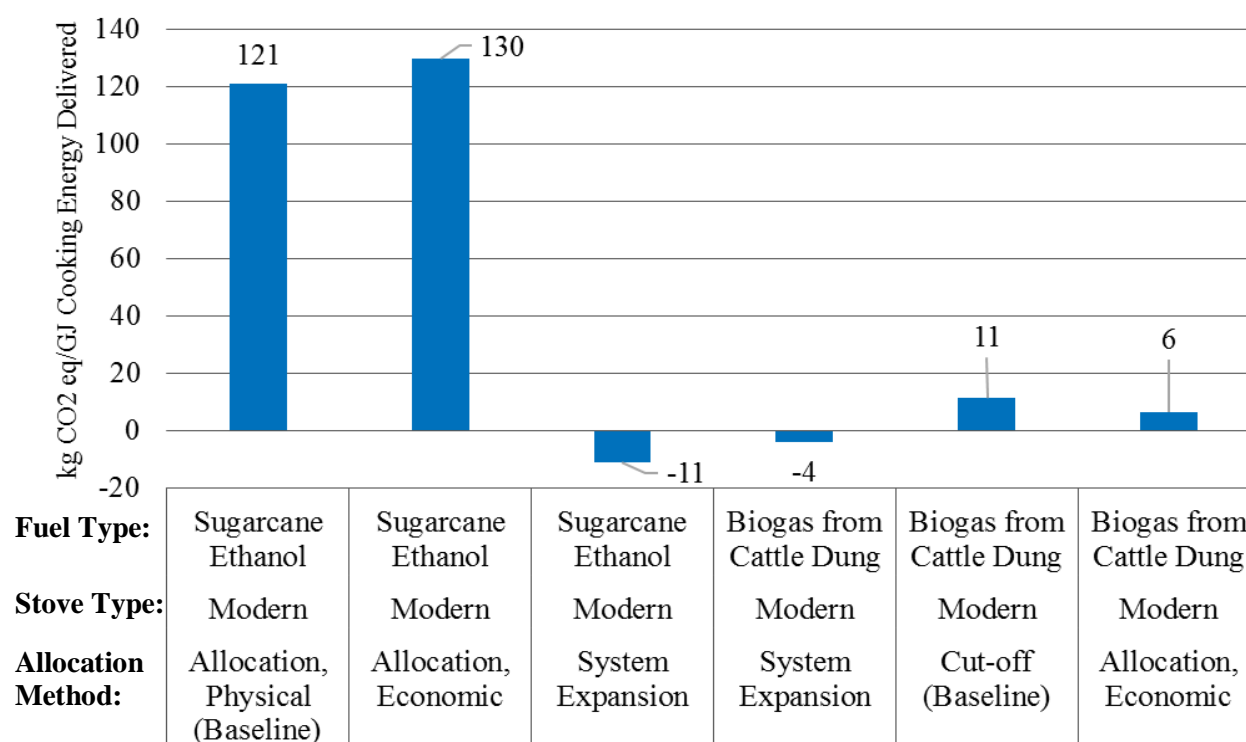 kg CO2 eq/GJ Cooking Energy Delivered
140
120
100
80
60
40
20
0
-20
121
130
-11
-4
11
6
Fuel Type:
Sugarcane
Ethanol
Sugarcane
Ethanol
Sugarcane
Ethanol
Biogas from
Cattle Dung
Biogas from
Cattle Dung
Biogas from
Cattle Dung
Stove Type:
Modern
Modern
Modern
Modern
Modern
Modern
Allocation
Method:
Allocation,
Physical
(Baseline)
Allocation,
Economic
System
Expansion
System
Expansion
Cut-off
(Baseline)
Allocation,
Economic